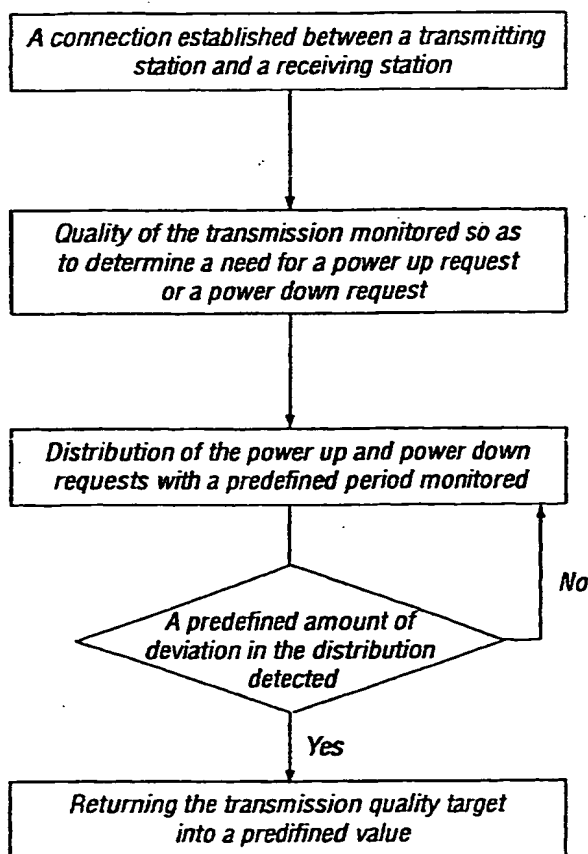 A connection established between a transmitting
station and a receiving station
Quality of the transmission monitored so as
to determine a need for a power up request
or a power down request
Distribution of the power up and power down
requests with a predefined period monitored
No
A predefined amount of
deviation in the distribution
detected
Yes
Returning the transmission quality target
into a predifined value